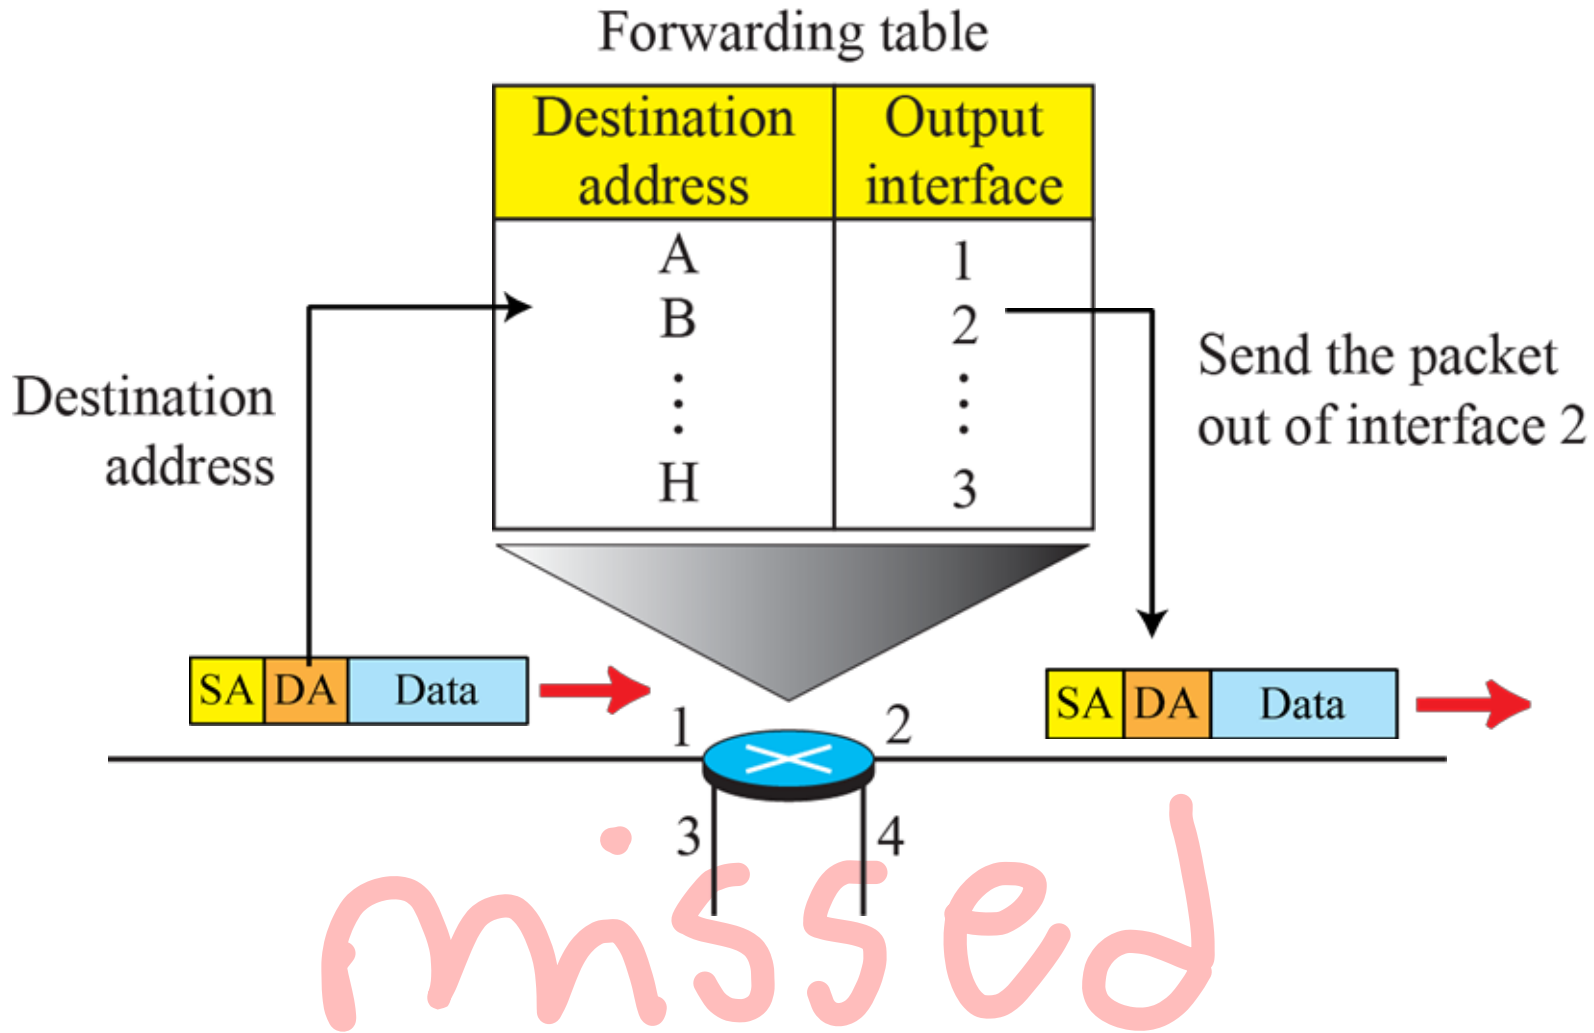 Forwarding table
Destination address
Output interface
A 1
B 2
⋮ ⋮
H 3
Destination
address
Send the packet
out of interface 2
SA DA Data
SA DA Data
1 2
3 4
missed